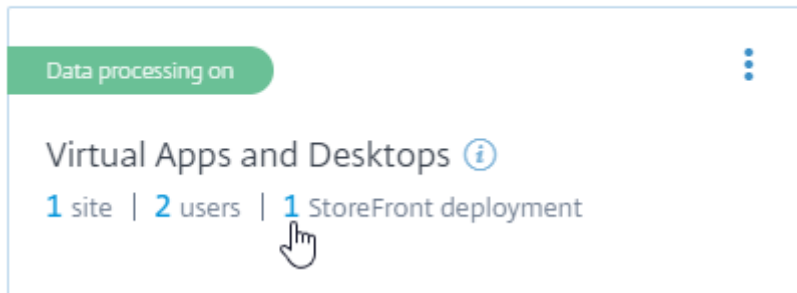 Data processing on
Virtual Apps and Desktops i
1 site | 2 users | 1 StoreFront deployment